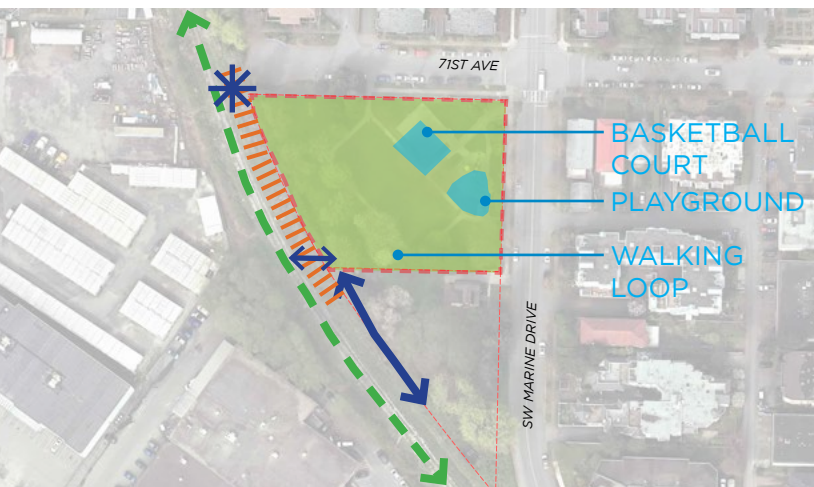 71ST AVE
BASKETBALL
COURT
PLAYGROUND
WALKING
LOOP
SW MARINE DRIVE